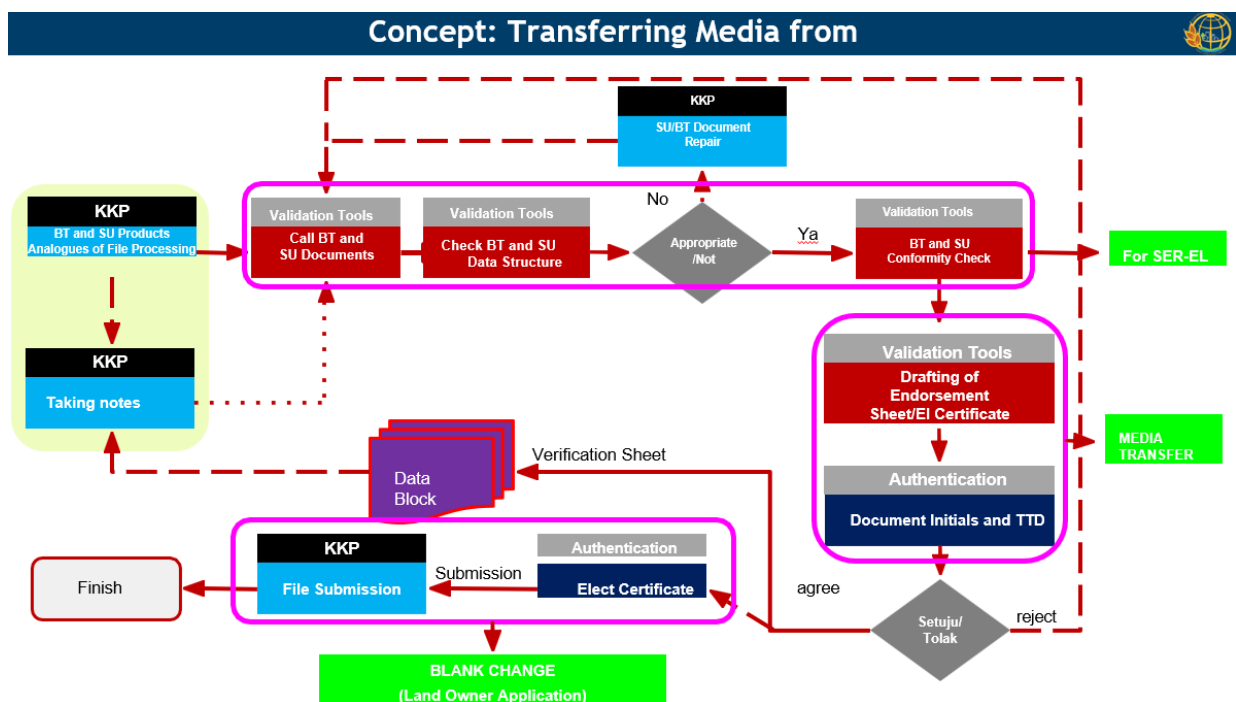 Concept: Transferring Media from
KKP
SU/BT Document
Repair
KKP
BT and SU Products
Analogues of File Processing
Validation Tools
Call BT and
SU Documents
Validation Tools
Check BT and SU
Data Structure
No
Appropriate
/Not
Ya
Validation Tools
BT and SU
Conformity Check
For SER-EL
KKP
Taking notes
Validation Tools
Drafting of
Endorsement
Sheet/El Certificate
MEDIA
TRANSFER
Authentication
Document Initials and TTD
Verification Sheet
Data
Block
KKP
File Submission
Submission
Authentication
Elect Certificate
Finish
agree
Setuju/
Tolak
reject
BLANK CHANGE
(Land Owner Application)